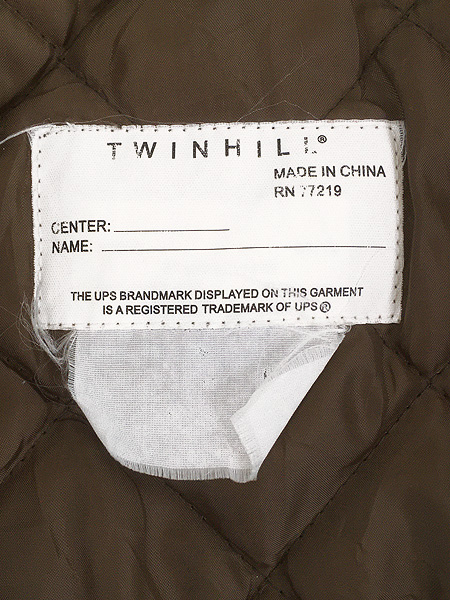 TWINHILL®
MADE IN CHINA
RN 77219
CENTER:
NAME:
THE UPS BRANDMARK DISPLAYED ON THIS GARMENT
IS A REGISTERED TRADEMARK OF UPS®